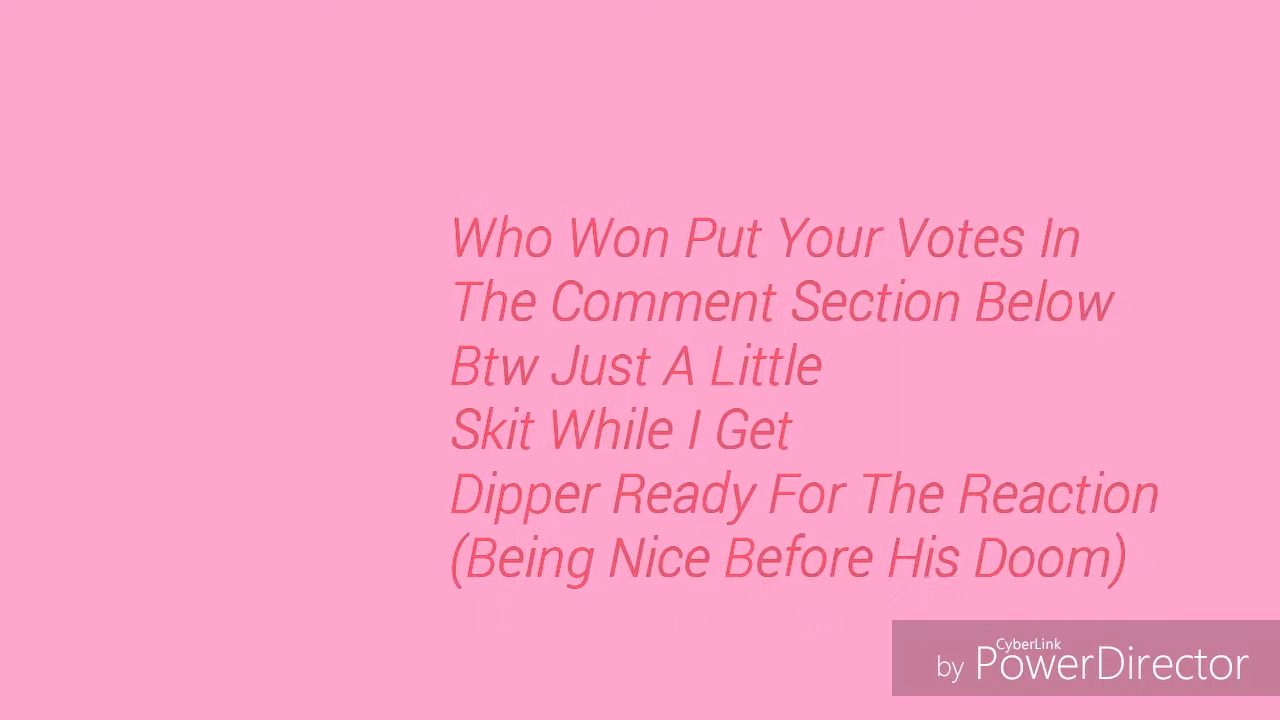 Who Won Put Your Votes In
The Comment Section Below
Btw Just A Little
Skit While I Get
Dipper Ready For The Reaction
(Being Nice Before His Doom)
CyberLink
by PowerDirector